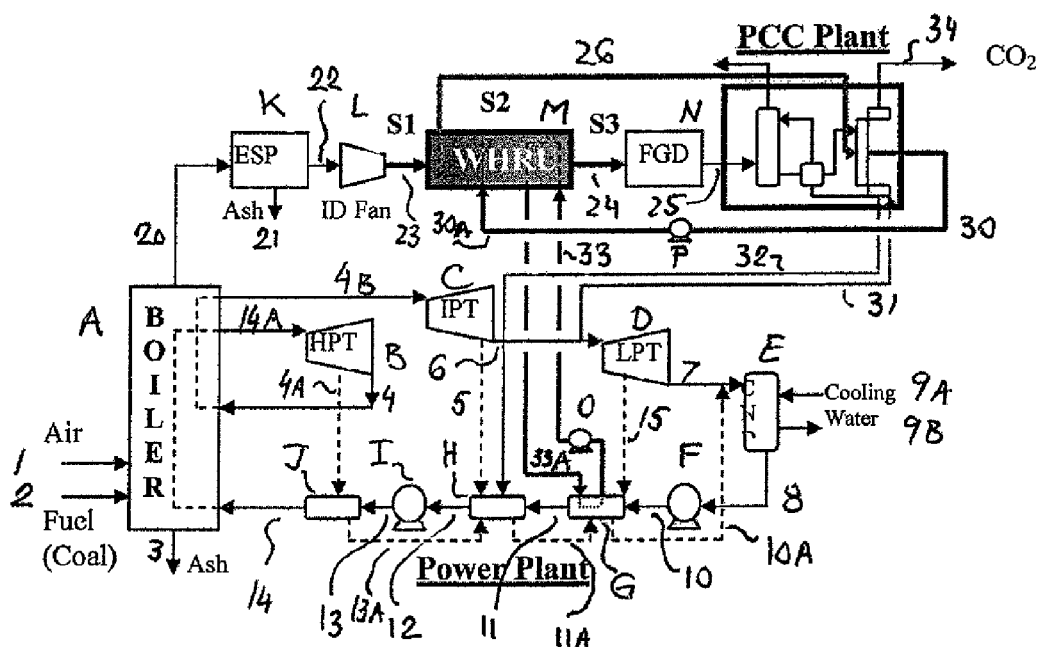 PCC Plant
34
CO2
26
K
22
L
S1
S2
M
S3
N
ESP
WHRU
FGD
Ash
21
ID Fan
23
24
25
20
30A
P
30
33
32
31
A
BOILER
4B
C
IPT
14A
HPT
B
D
LPT
E
4A
4
6
7
5
Cooling
Water
9A
9B
O
15
33A
Air
1
2
Fuel
(Coal)
J
I
H
F
8
3
Ash
14
13
13A
12
Power Plant
11
11A
G
10
10A